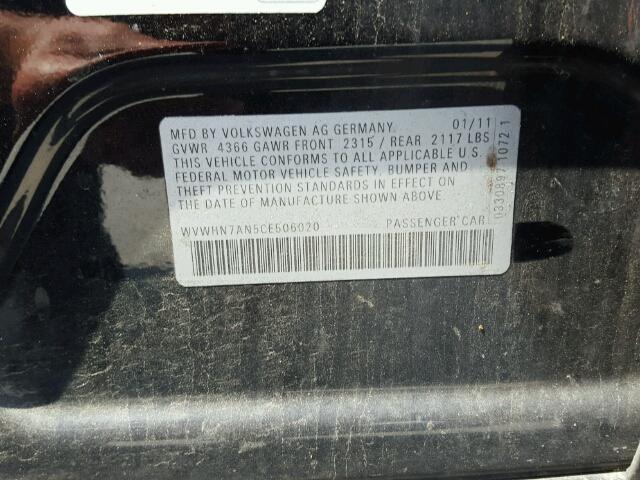 MFD BY VOLKSWAGEN AG GERMANY. 01/11
GVWR 4366 GAWR FRONT 2315 / REAR 2117 LBS
THIS VEHICLE CONFORMS TO ALL APPLICABLE U.S.
FEDERAL MOTOR VEHICLE SAFETY, BUMPER AND
THEFT PREVENTION STANDARDS IN EFFECT ON
THE DATE OF MANUFACTURE SHOWN ABOVE.
WVWHN7AN5CE506020 PASSENGER CAR